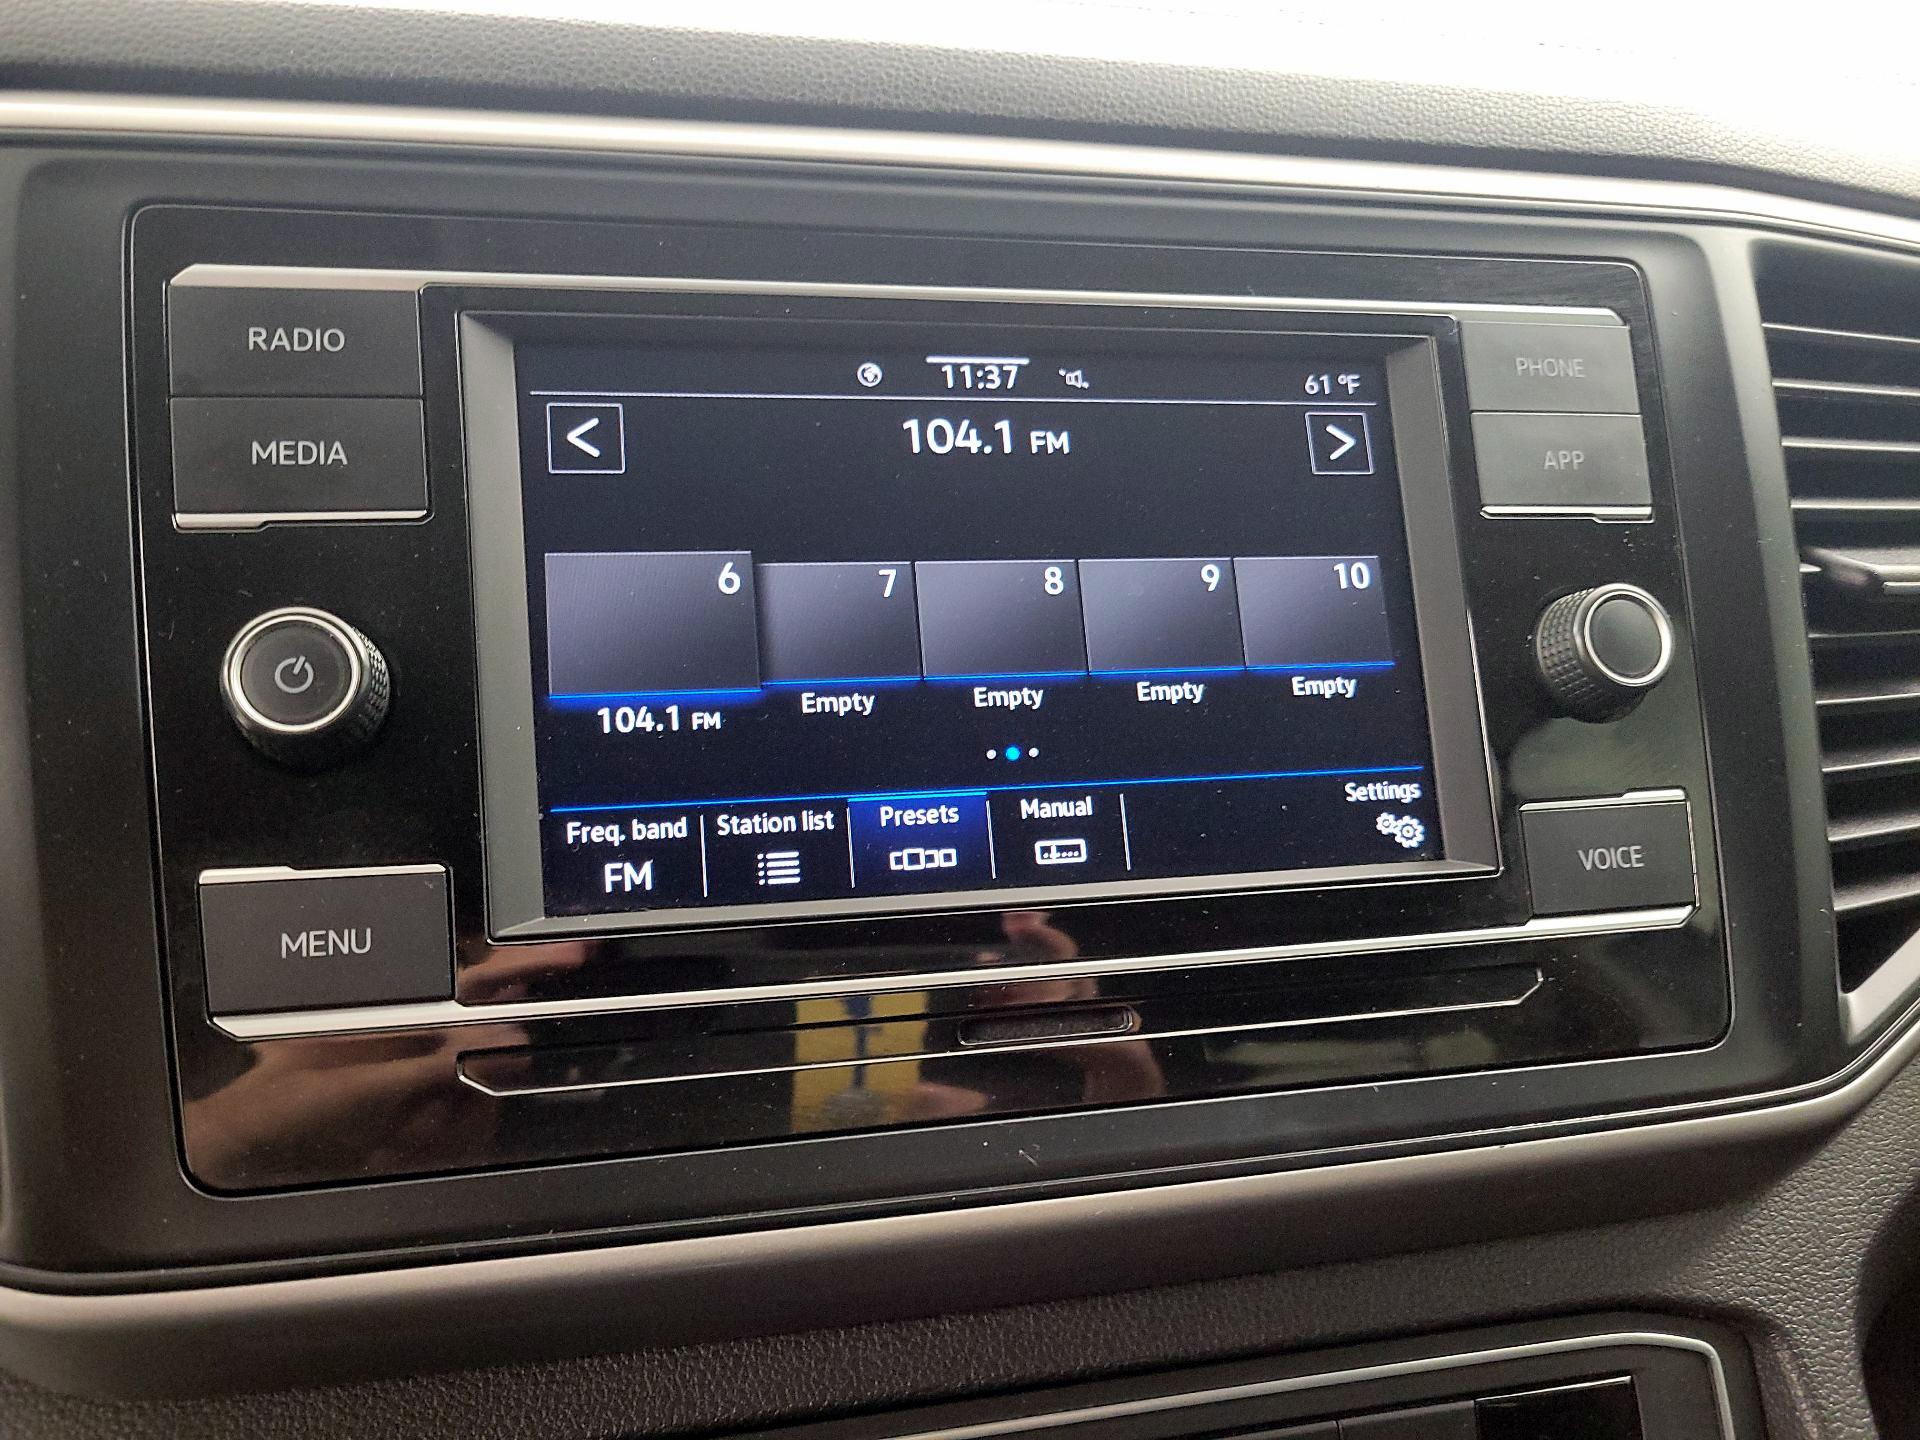 RADIO
MEDIA
MENU
11:37
61 °F
<
104.1 FM
>
6
7
8
9
10
104.1 FM
Empty
Empty
Empty
Empty
Freq. band
FM
Station list
Presets
Manual
Settings
PHONE
APP
VOICE